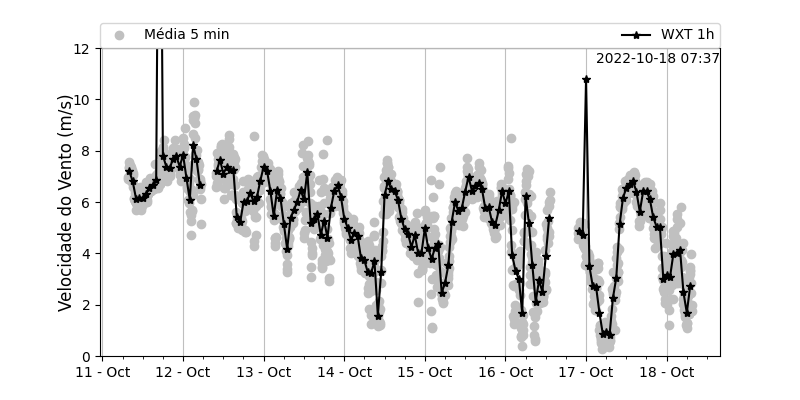 Média 5 min
WXT 1h
2022-10-18 07:37
Velocidade do Vento (m/s)
12
10
8
6
4
2
0
11 - Oct
12 - Oct
13 - Oct
14 - Oct
15 - Oct
16 - Oct
17 - Oct
18 - Oct